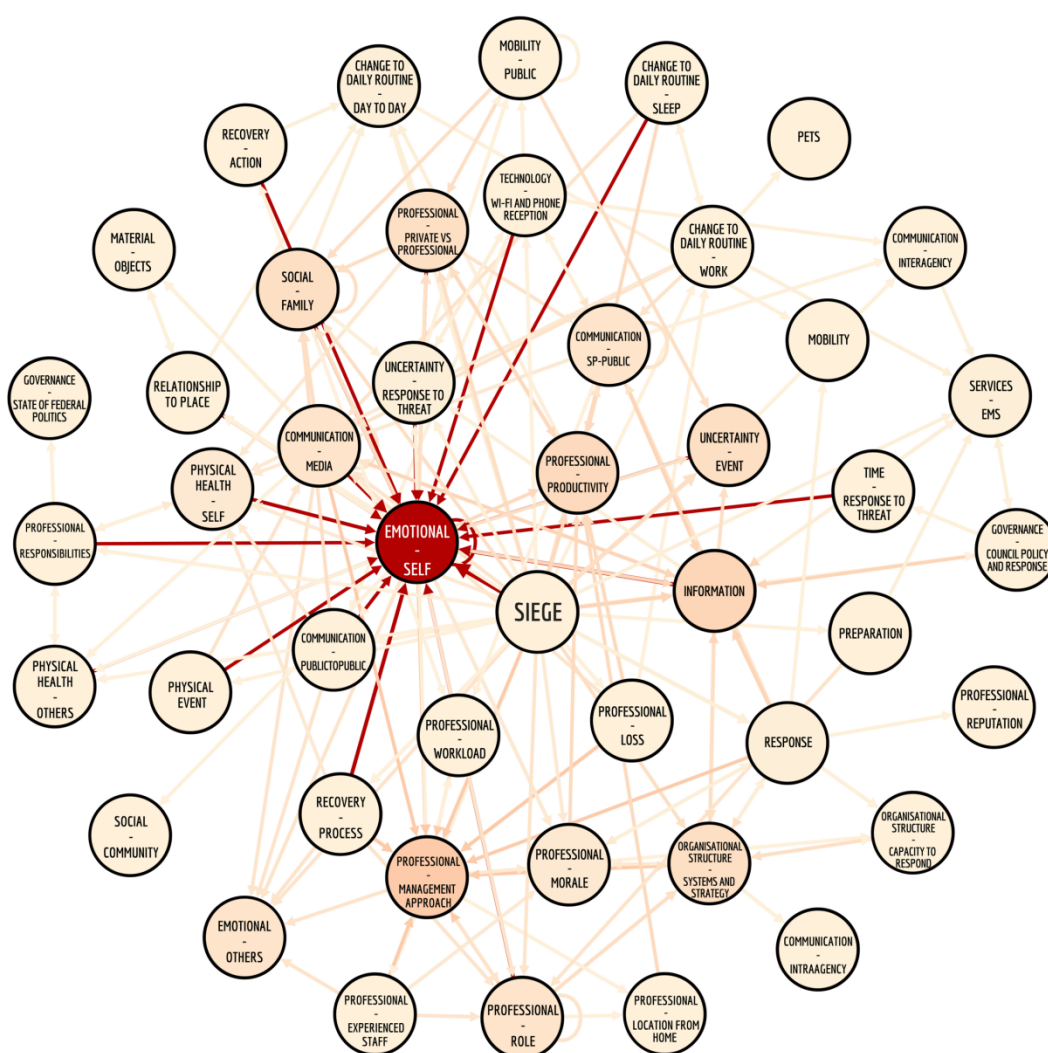 MOBILITY
–
PUBLIC
CHANGE TO
DAILY ROUTINE
–
DAY TO DAY
CHANGE TO
DAILY ROUTINE
–
SLEEP
RECOVERY
–
ACTION
PETS
TECHNOLOGY
–
WI-FI AND PHONE
RECEPTION
PROFESSIONAL
–
PRIVATE VS
PROFESSIONAL
MATERIAL
–
OBJECTS
CHANGE TO
DAILY ROUTINE
–
WORK
COMMUNICATION
–
INTERAGENCY
SOCIAL
–
FAMILY
COMMUNICATION
–
SP-PUBLIC
MOBILITY
GOVERNANCE
–
STATE OF FEDERAL
POLITICS
RELATIONSHIP
TO PLACE
UNCERTAINTY
–
RESPONSE TO
THREAT
SERVICES
–
EMS
COMMUNICATION
–
MEDIA
UNCERTAINTY
–
EVENT
PHYSICAL
HEALTH –
SELF
PROFESSIONAL
–
PRODUCTIVITY
TIME
–
RESPONSE TO
THREAT
PROFESSIONAL
–
RESPONSIBILITIES
EMOTIONAL
–
SELF
GOVERNANCE –
COUNCIL POLICY
AND RESPONSE
INFORMATION
SIEGE
PREPARATION
COMMUNICATION
–
PUBLICTOPUBLIC
PHYSICAL
HEALTH –
OTHERS
PHYSICAL
EVENT
PROFESSIONAL
–
REPUTATION
PROFESSIONAL
–
WORKLOAD
PROFESSIONAL
–
LOSS
RESPONSE
RECOVERY
–
PROCESS
SOCIAL
–
COMMUNITY
ORGANISATIONAL
STRUCTURE
–
CAPACITY TO
RESPOND
PROFESSIONAL
–
MANAGEMENT
APPROACH
PROFESSIONAL
–
MORALE
ORGANISATIONAL
STRUCTURE
–
SYSTEMS AND
STRATEGY
EMOTIONAL
–
OTHERS
COMMUNICATION
–
INTRAAGENCY
PROFESSIONAL
–
EXPERIENCED
STAFF
PROFESSIONAL
–
ROLE
PROFESSIONAL
–
LOCATION FROM
HOME